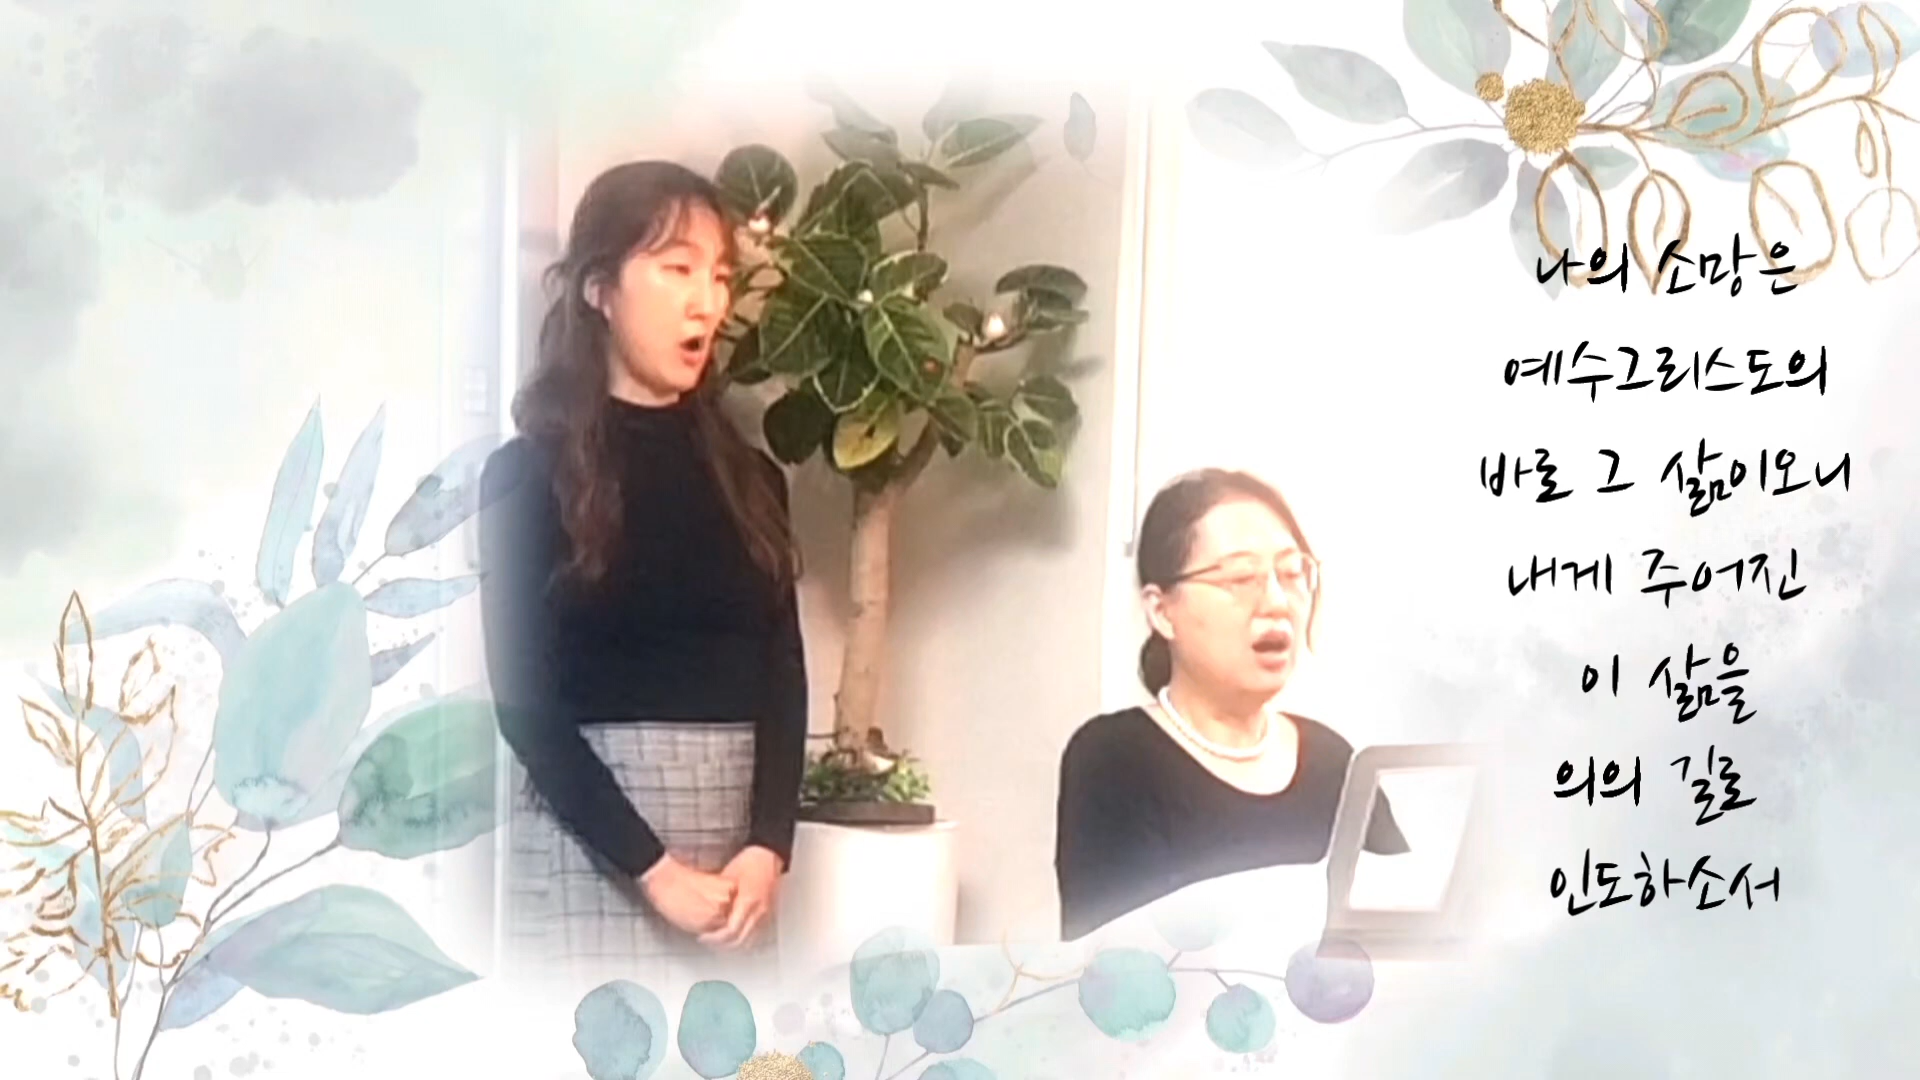 나의 소망은
예수그리스도의
바로 그 삶이오니
내게 주어진
이 삶을
의의 길로
인도하소서